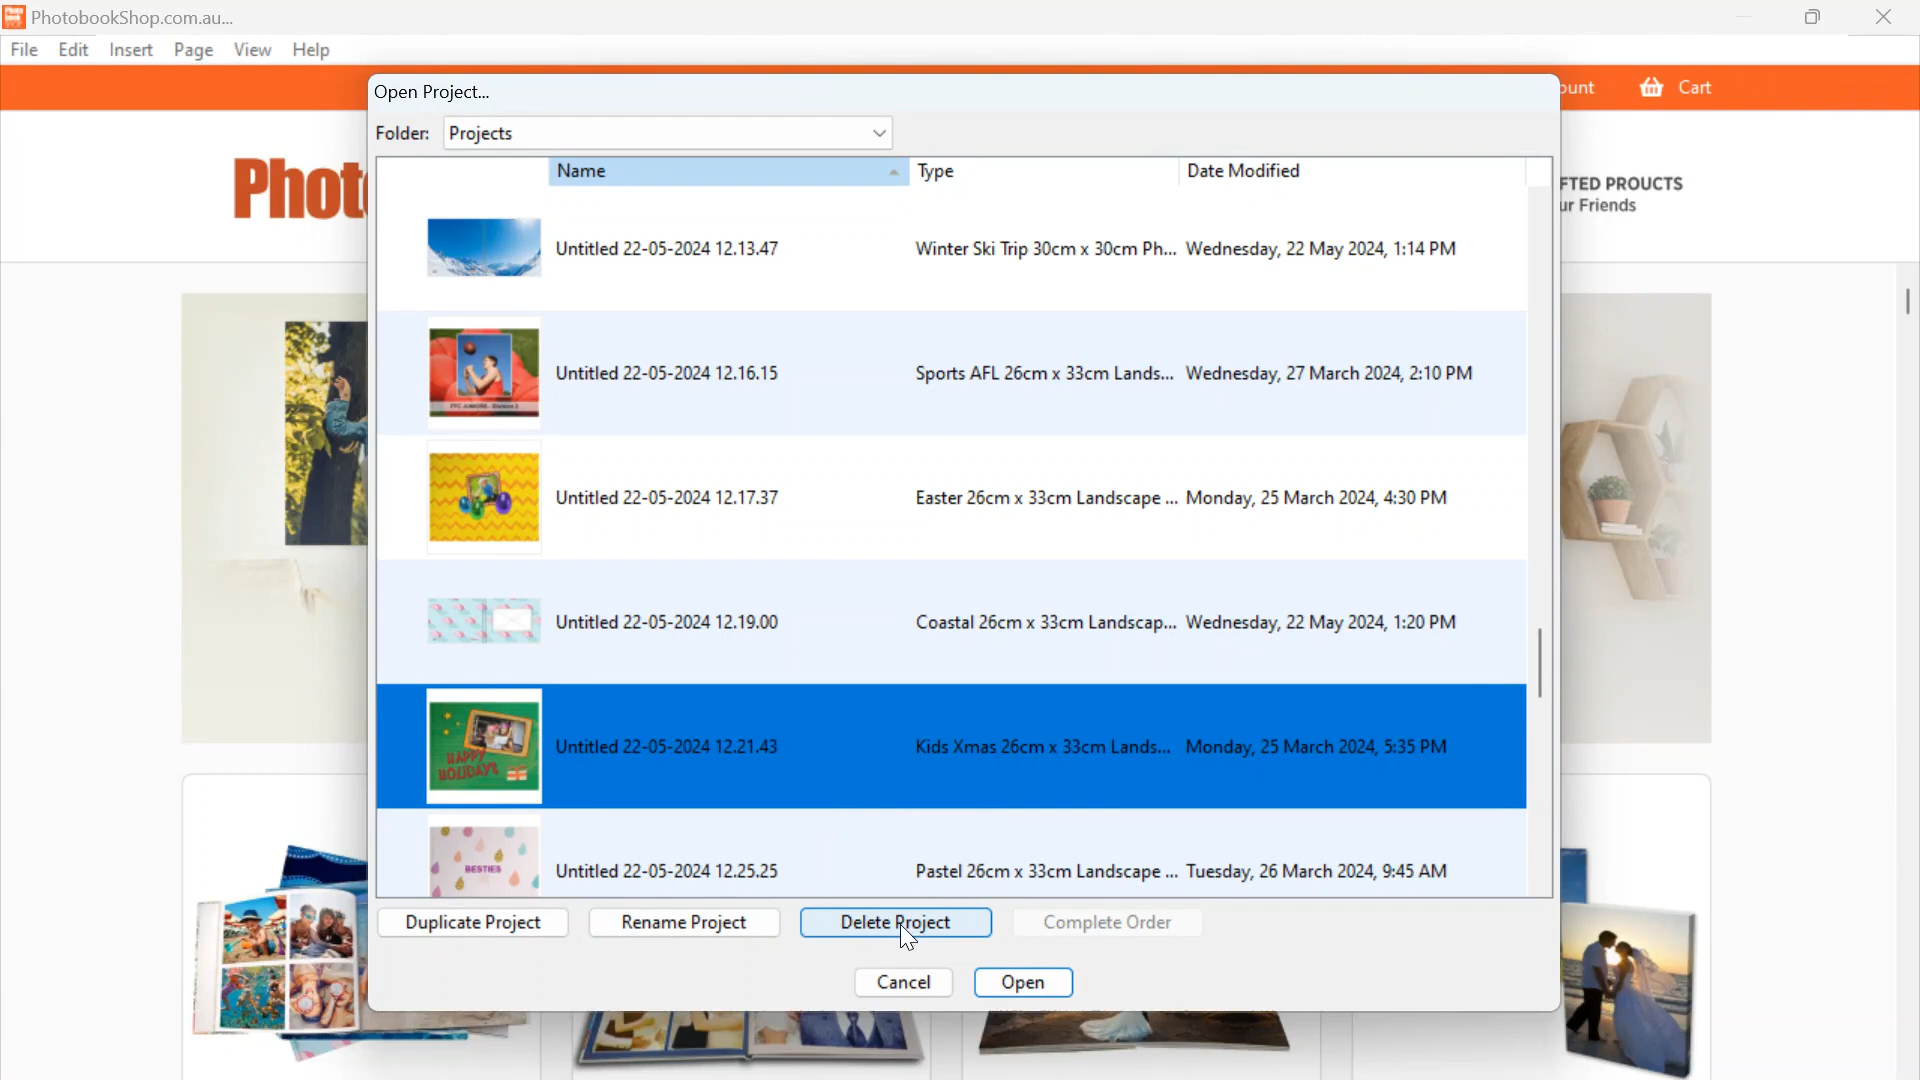 PhotobookShop.com.au...
File Edit Insert Page View Help
Open Project...
ount Cart
Folder: Projects
Name Type Date Modified
Phot
FTED PROUCTS
ur Friends
Untitled 22-05-2024 12.13.47 Winter Ski Trip 30cm x 30cm Ph... Wednesday, 22 May 2024, 1:14 PM
Untitled 22-05-2024 12.16.15 Sports AFL 26cm x 33cm Lands... Wednesday, 27 March 2024, 2:10 PM
Untitled 22-05-2024 12.17.37 Easter 26cm x 33cm Landscape ... Monday, 25 March 2024, 4:30 PM
Untitled 22-05-2024 12.19.00 Coastal 26cm x 33cm Landscap... Wednesday, 22 May 2024, 1:20 PM
HAPPY
HOLIDAYS
Untitled 22-05-2024 12.21.43 Kids Xmas 26cm x 33cm Lands... Monday, 25 March 2024, 5:35 PM
BESTIES
Untitled 22-05-2024 12.25.25 Pastel 26cm x 33cm Landscape ... Tuesday, 26 March 2024, 9:45 AM
Duplicate Project Rename Project Delete Project Complete Order
Cancel Open